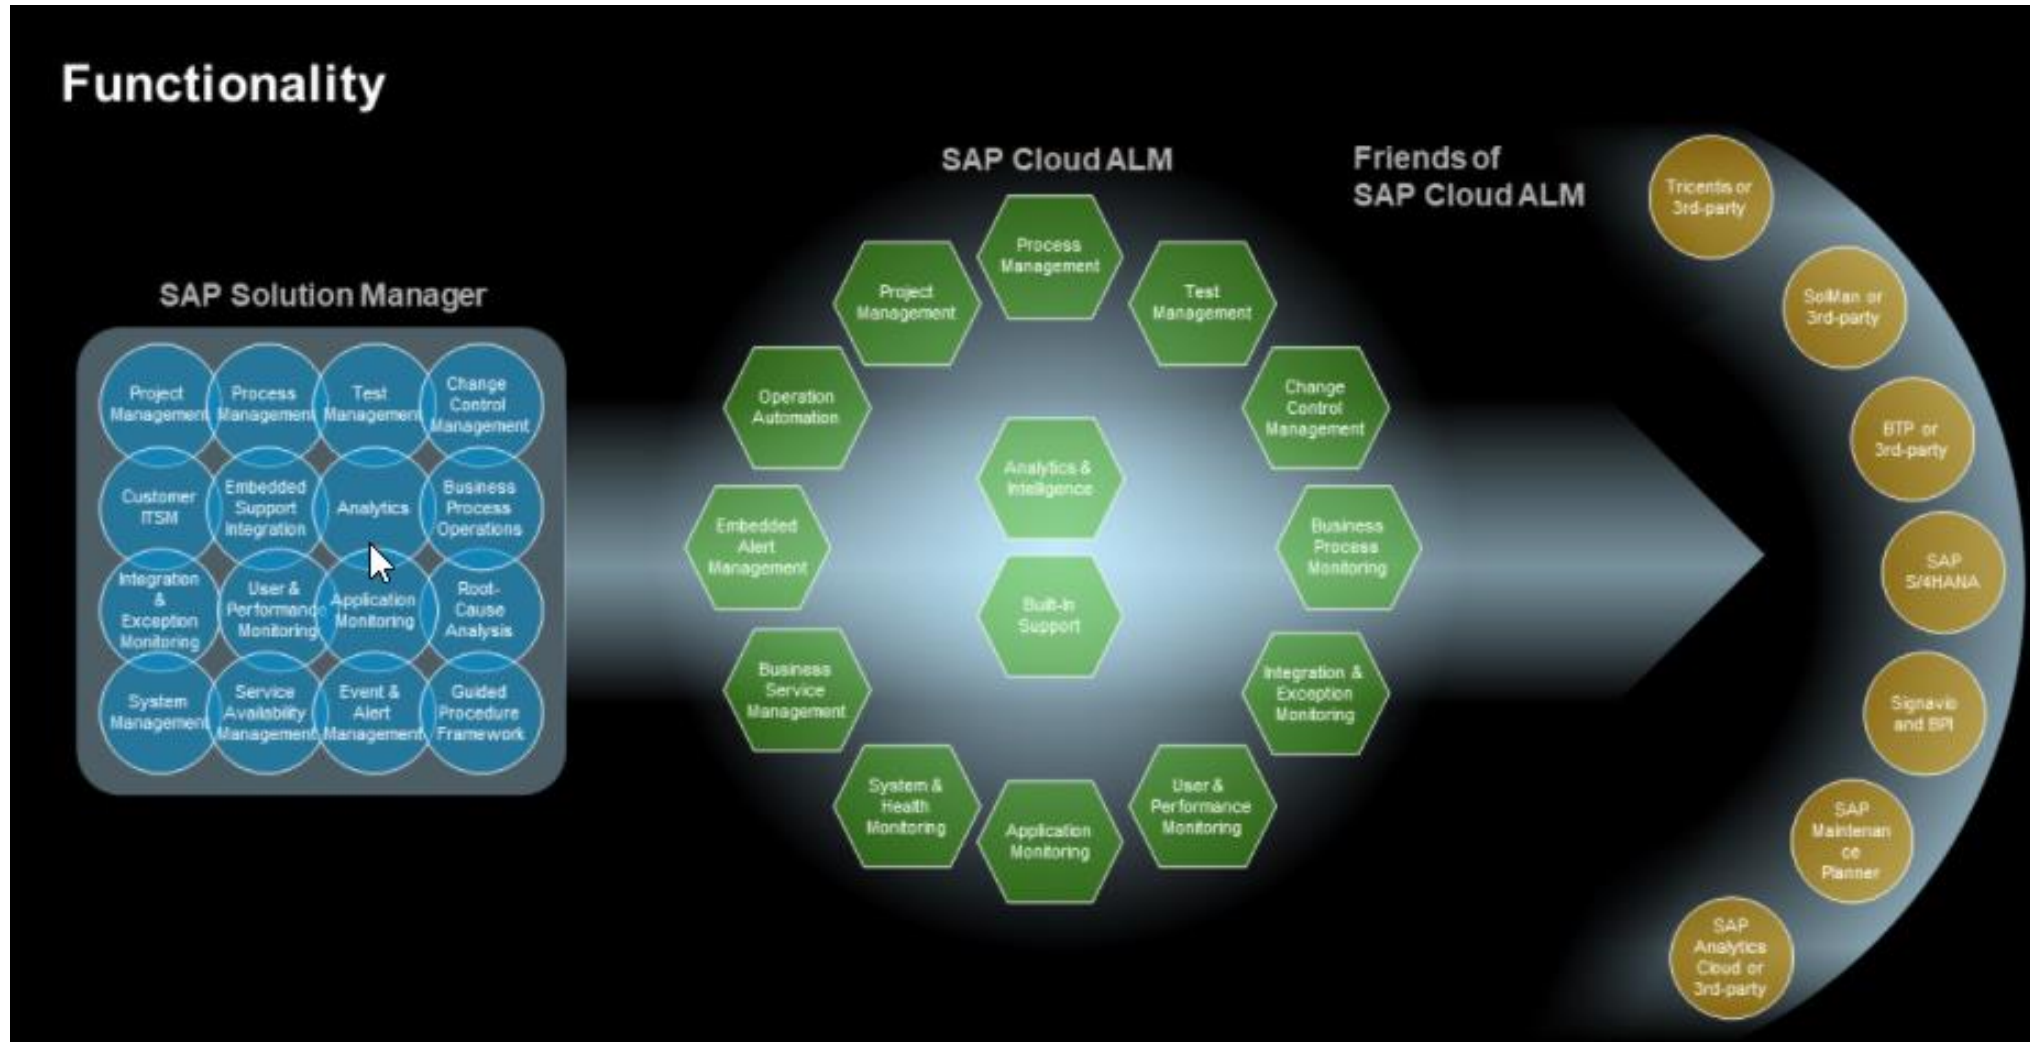 Functionality
SAP Solution Manager
Project
Management
Process
Management
Test
Management
Change
Control
Management
Customer
ITSM
Embedded
Support
Integration
Analytics
Business
Process
Operations
Integration
&
Exception
Monitoring
User &
Performance
Monitoring
Application
Monitoring
Root-
Cause
Analysis
System
Management
Service
Availability
Management
Event &
Alert
Management
Guided
Procedure
Framework
SAP Cloud ALM
Process
Management
Test
Management
Change
Control
Management
Business
Process
Monitoring
Integration &
Exception
Monitoring
User &
Performance
Monitoring
Application
Monitoring
System &
Health
Monitoring
Business
Service
Management
Embedded
Alert
Management
Operation
Automation
Project
Management
Analytics &
Intelligence
Built-In
Support
Friends of
SAP Cloud ALM
Tricentis or
3rd-party
SolMan or
3rd-party
BTP or
3rd-party
SAP
S/4HANA
Signavio
and BPI
SAP
Maintenan
ce
Planner
SAP
Analytics
Cloud or
3rd-party